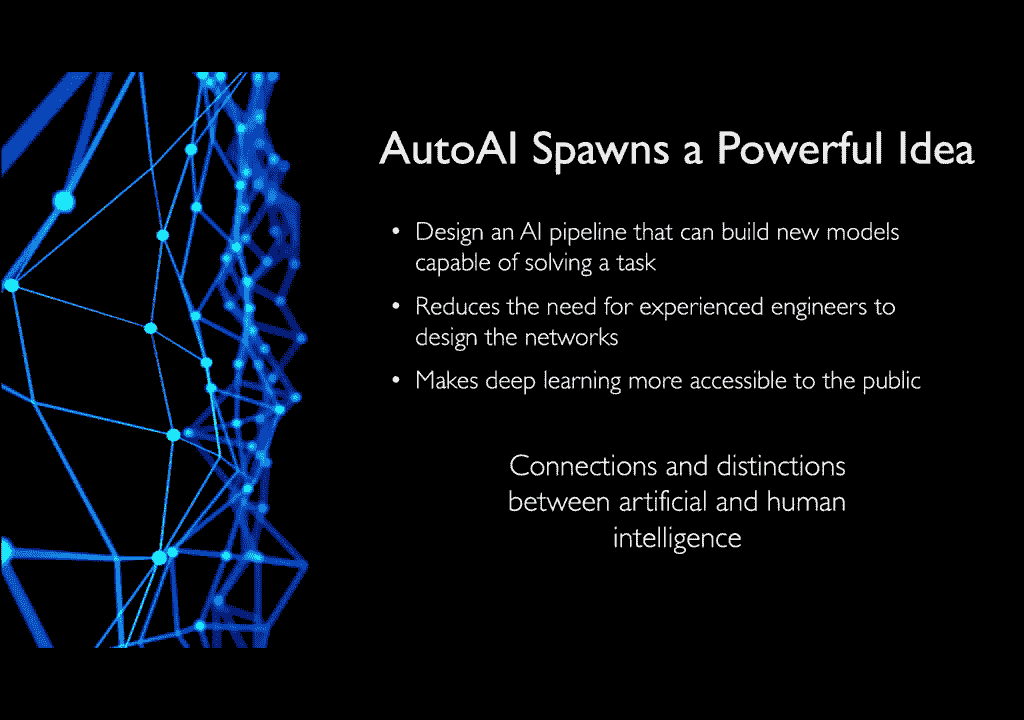 AutoAI Spawns a Powerful Idea
• Design an AI pipeline that can build new models
capable of solving a task
• Reduces the need for experienced engineers to
design the networks
• Makes deep learning more accessible to the public
Connections and distinctions
between artificial and human
intelligence